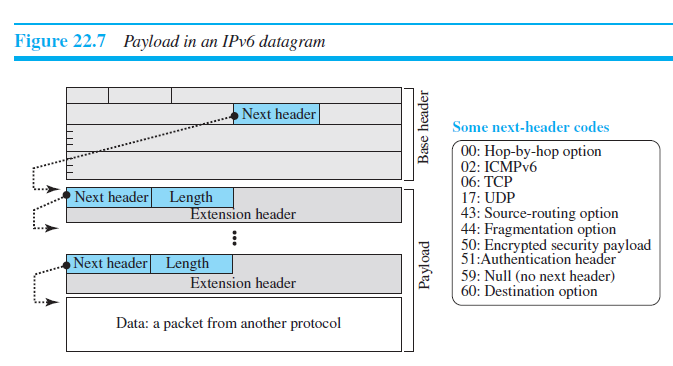 Figure 22.7 Payload in an IPv6 datagram
Next header
Base header
Next header Length
Extension header
Next header Length
Extension header
Data: a packet from another protocol
Payload
Some next-header codes
00: Hop-by-hop option
02: ICMPv6
06: TCP
17: UDP
43: Source-routing option
44: Fragmentation option
50: Encrypted security payload
51:Authentication header
59: Null (no next header)
60: Destination option